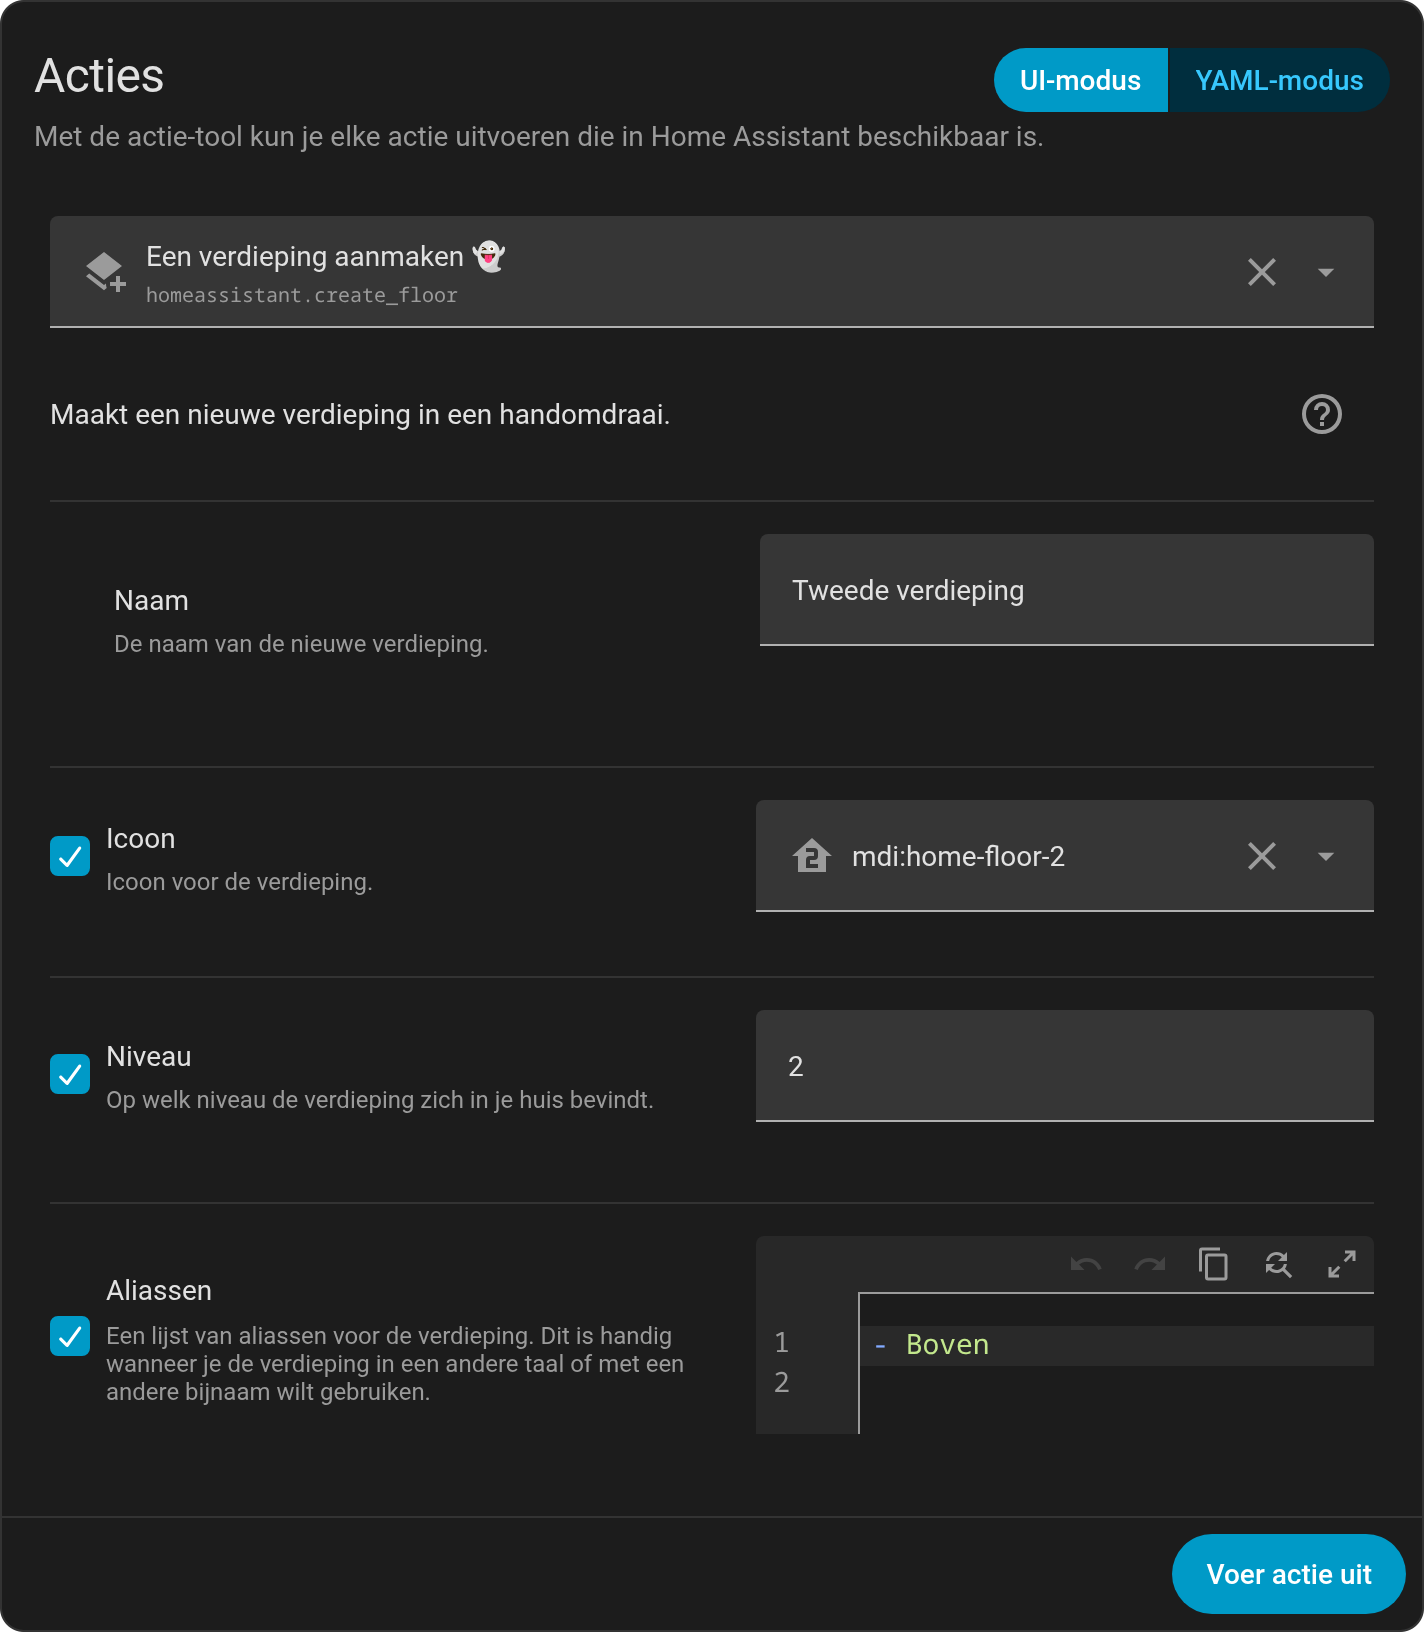 Acties
UI-modus
YAML-modus
Met de actie-tool kun je elke actie uitvoeren die in Home Assistant beschikbaar is.
Een verdieping aanmaken 👻
homeassistant.create_floor
Maakt een nieuwe verdieping in een handomdraai.
Naam
De naam van de nieuwe verdieping.
Tweede verdieping
Icoon
Icoon voor de verdieping.
mdi:home-floor-2
Niveau
Op welk niveau de verdieping zich in je huis bevindt.
2
Aliassen
Een lijst van aliassen voor de verdieping. Dit is handig
wanneer je de verdieping in een andere taal of met een
andere bijnaam wilt gebruiken.
1 - Boven
2
Voer actie uit